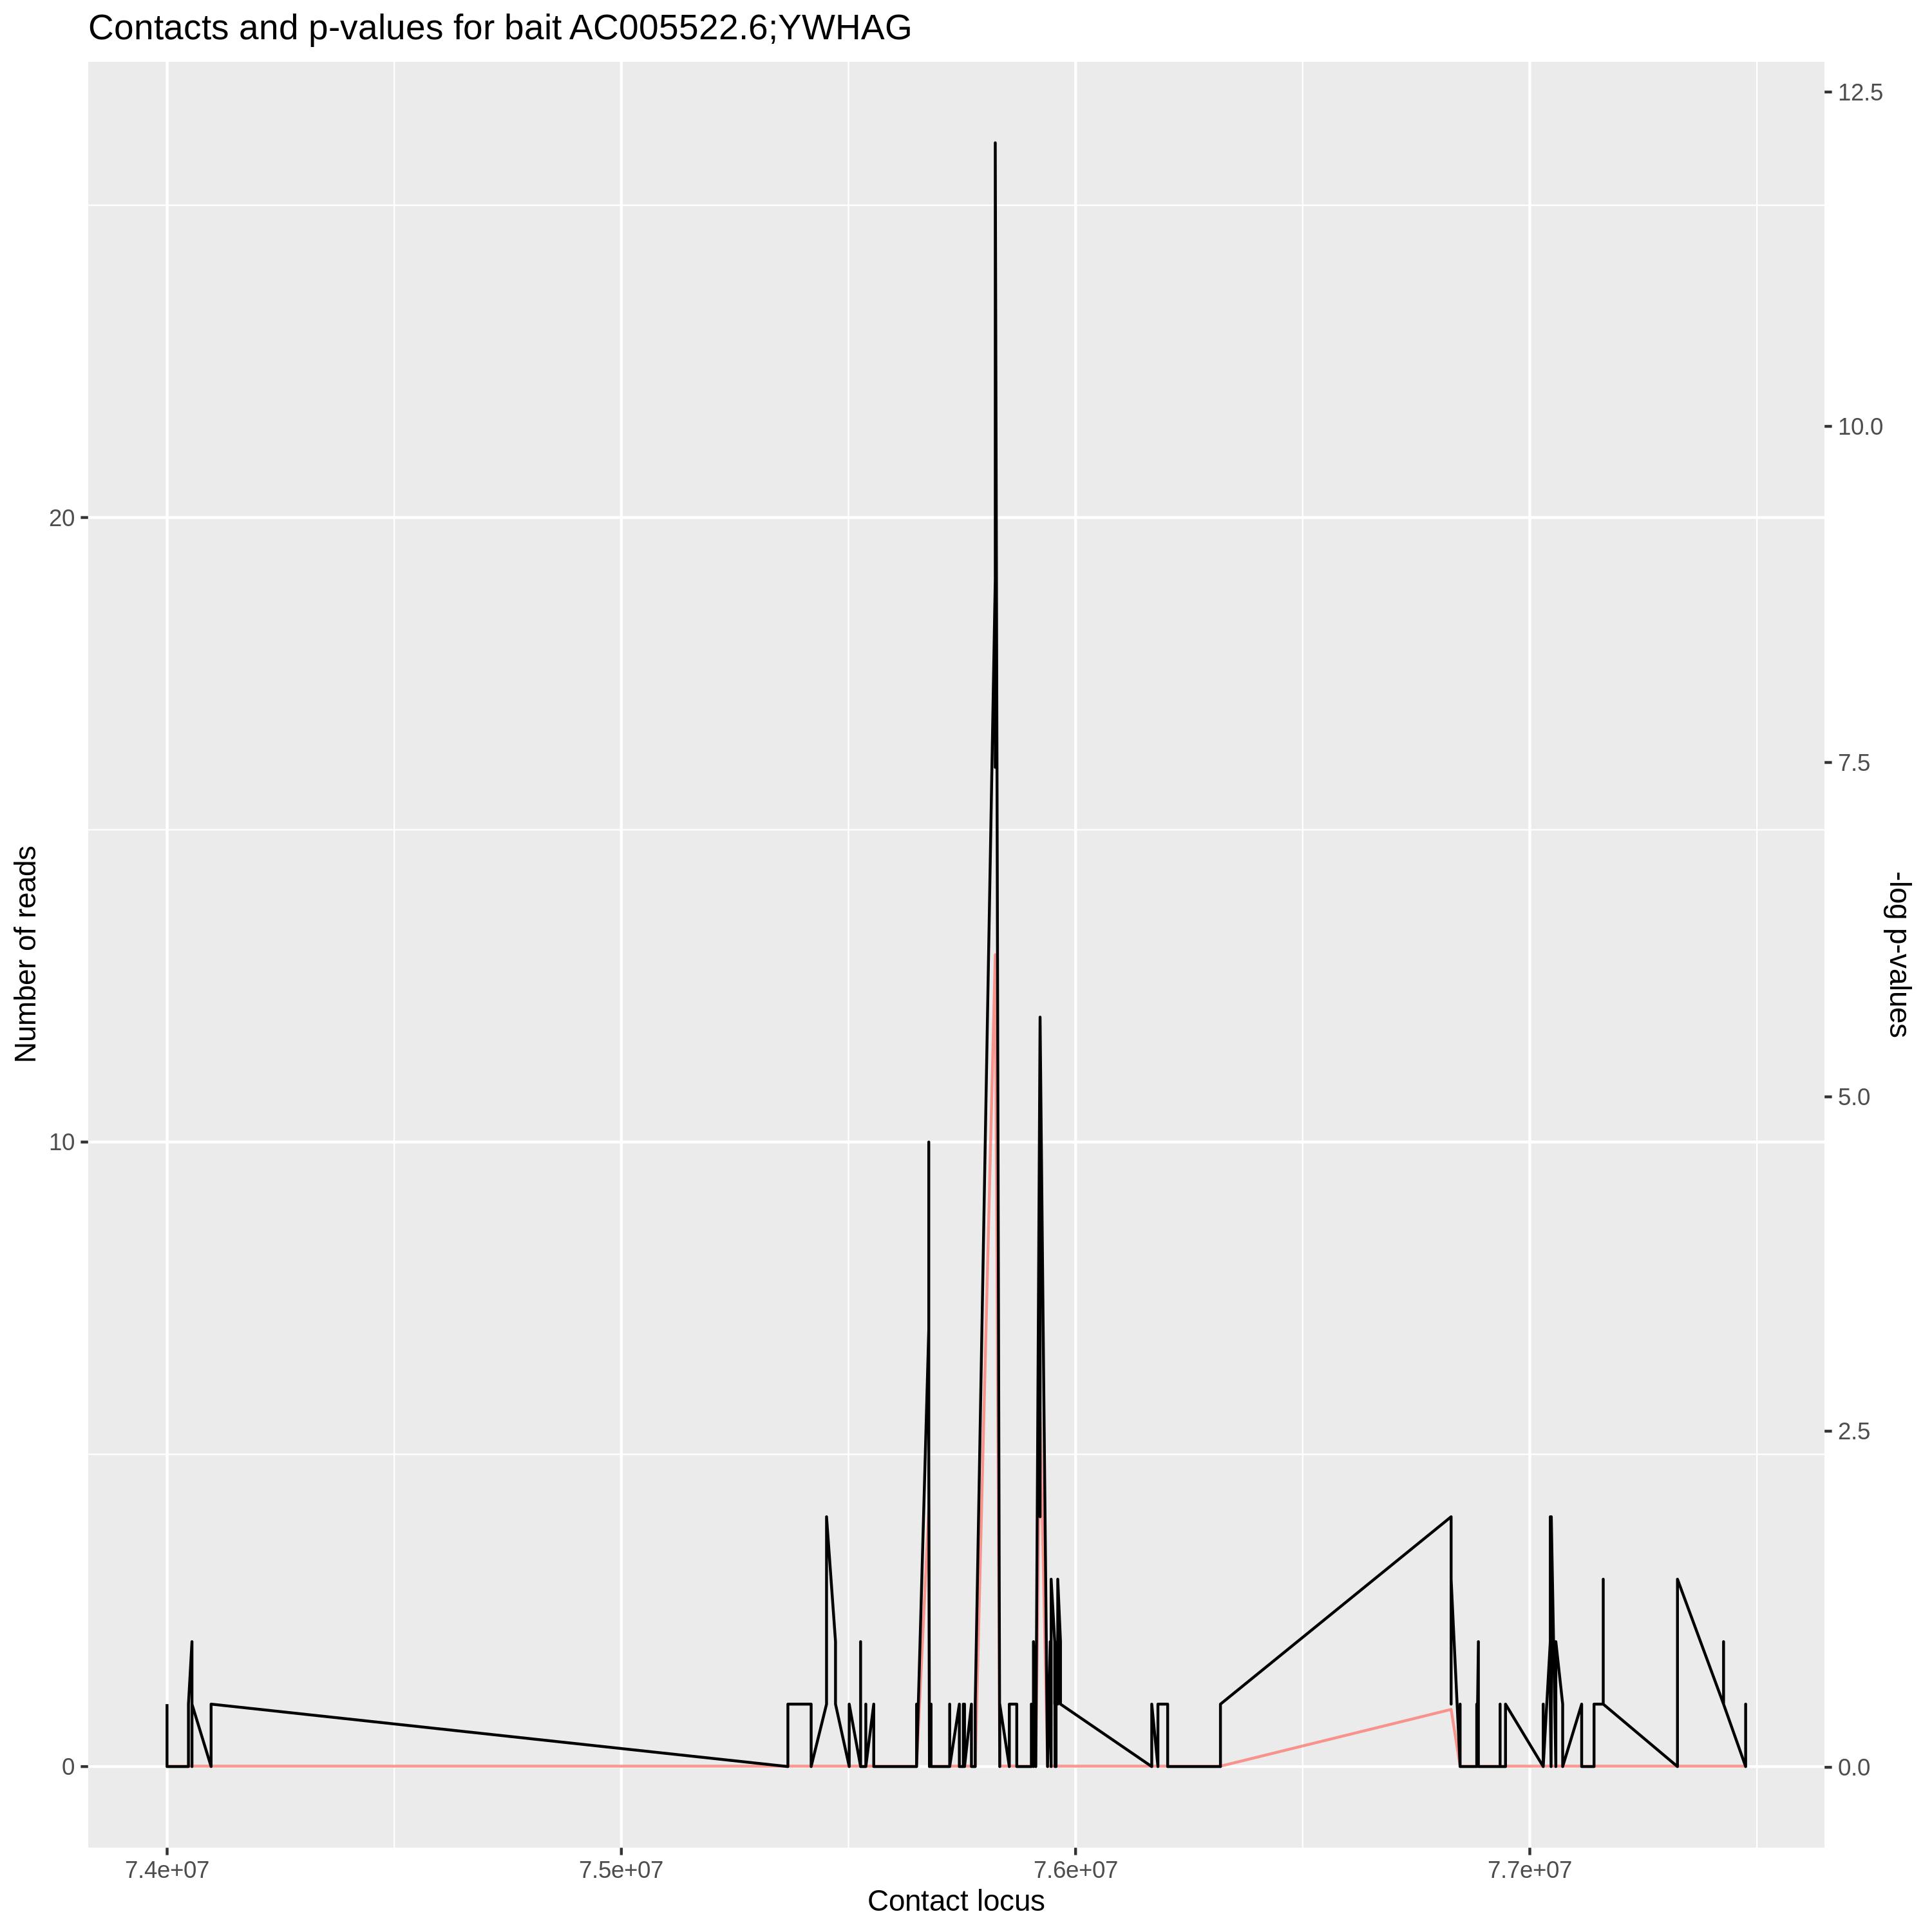 Contacts and p-values for bait AC005522.6;YWHAG
12.5
10.0
20
7.5
Number of reads
-log p-values
5.0
10
2.5
0
0.0
7.4e+07 7.5e+07 7.6e+07 7.7e+07
Contact locus